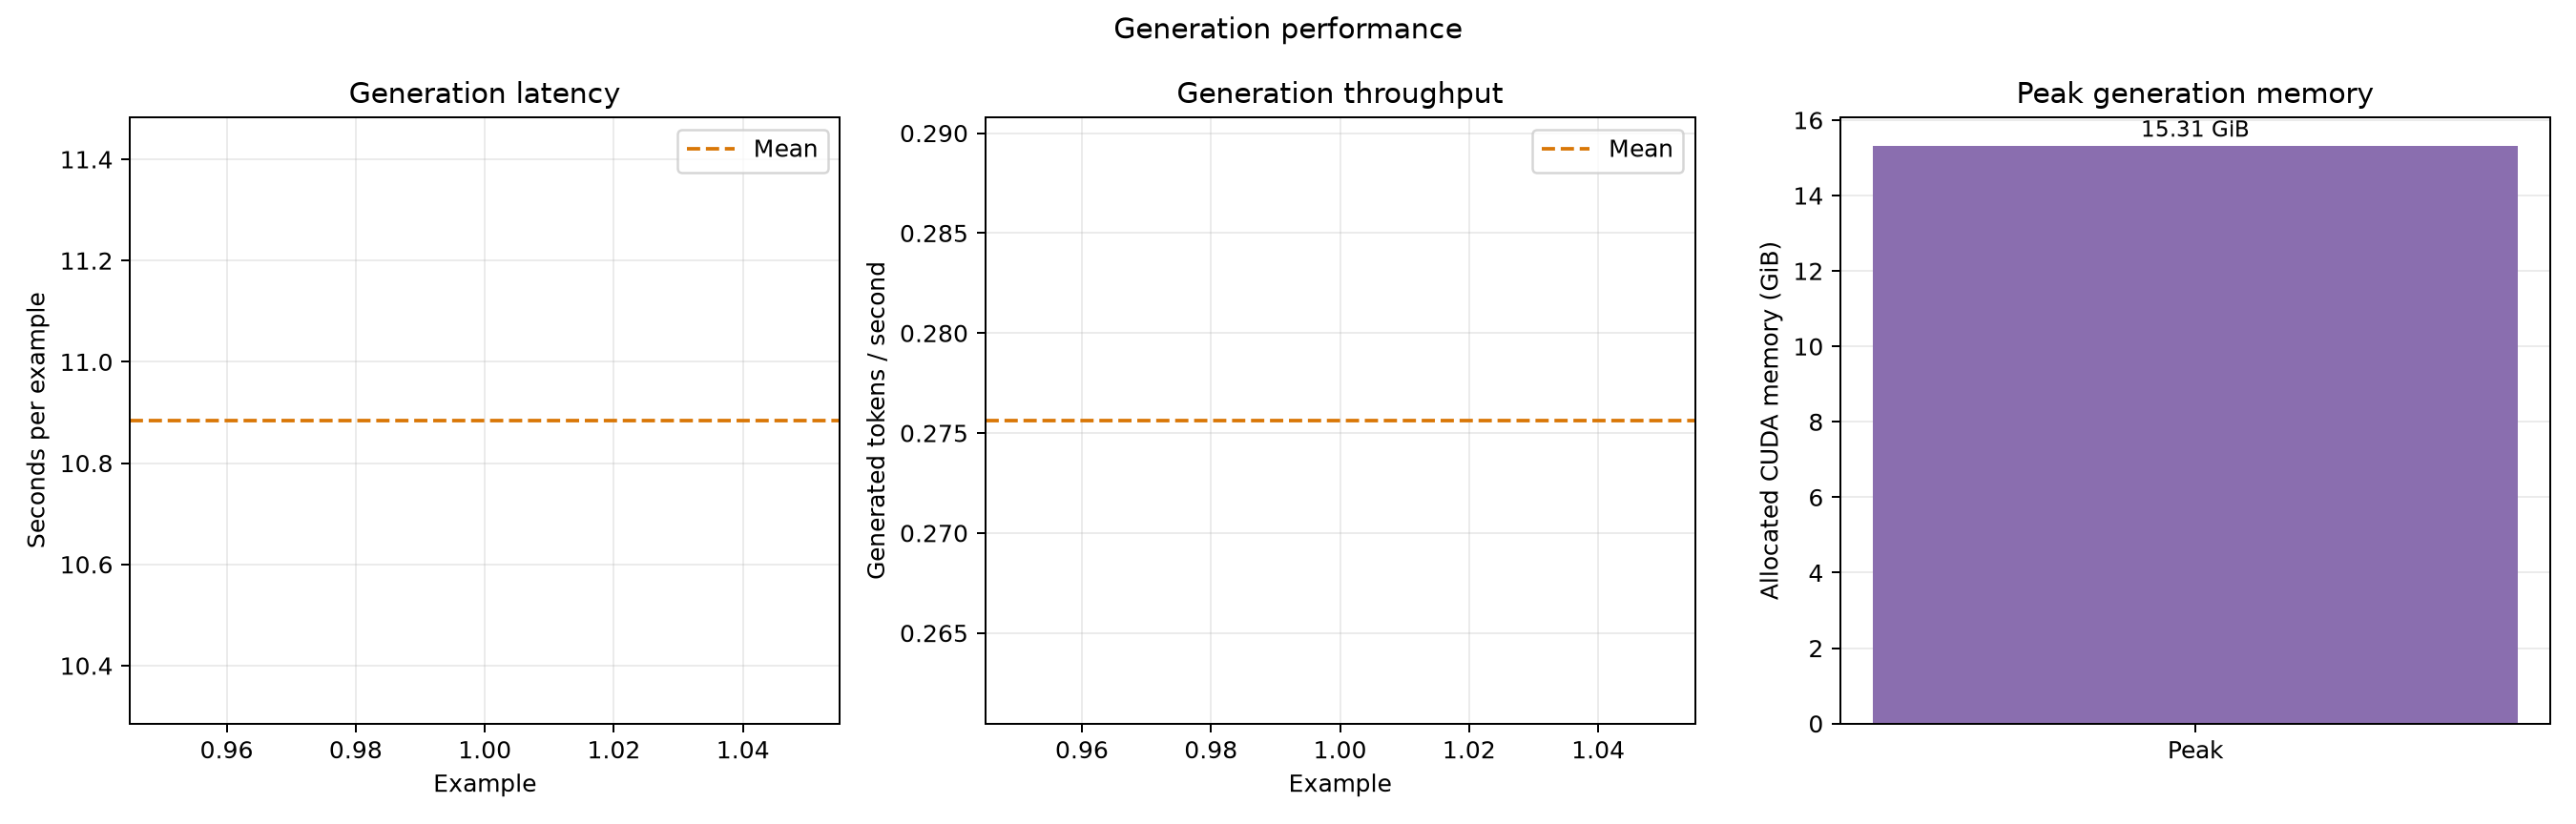 Generation performance
Generation latency
Seconds per example
11.4
11.2
11.0
10.8
10.6
10.4
Mean
0.96 0.98 1.00 1.02 1.04
Example
Generation throughput
Generated tokens / second
0.290
0.285
0.280
0.275
0.270
0.265
Mean
0.96 0.98 1.00 1.02 1.04
Example
Peak generation memory
Allocated CUDA memory (GiB)
16
14
12
10
8
6
4
2
0
15.31 GiB
Peak